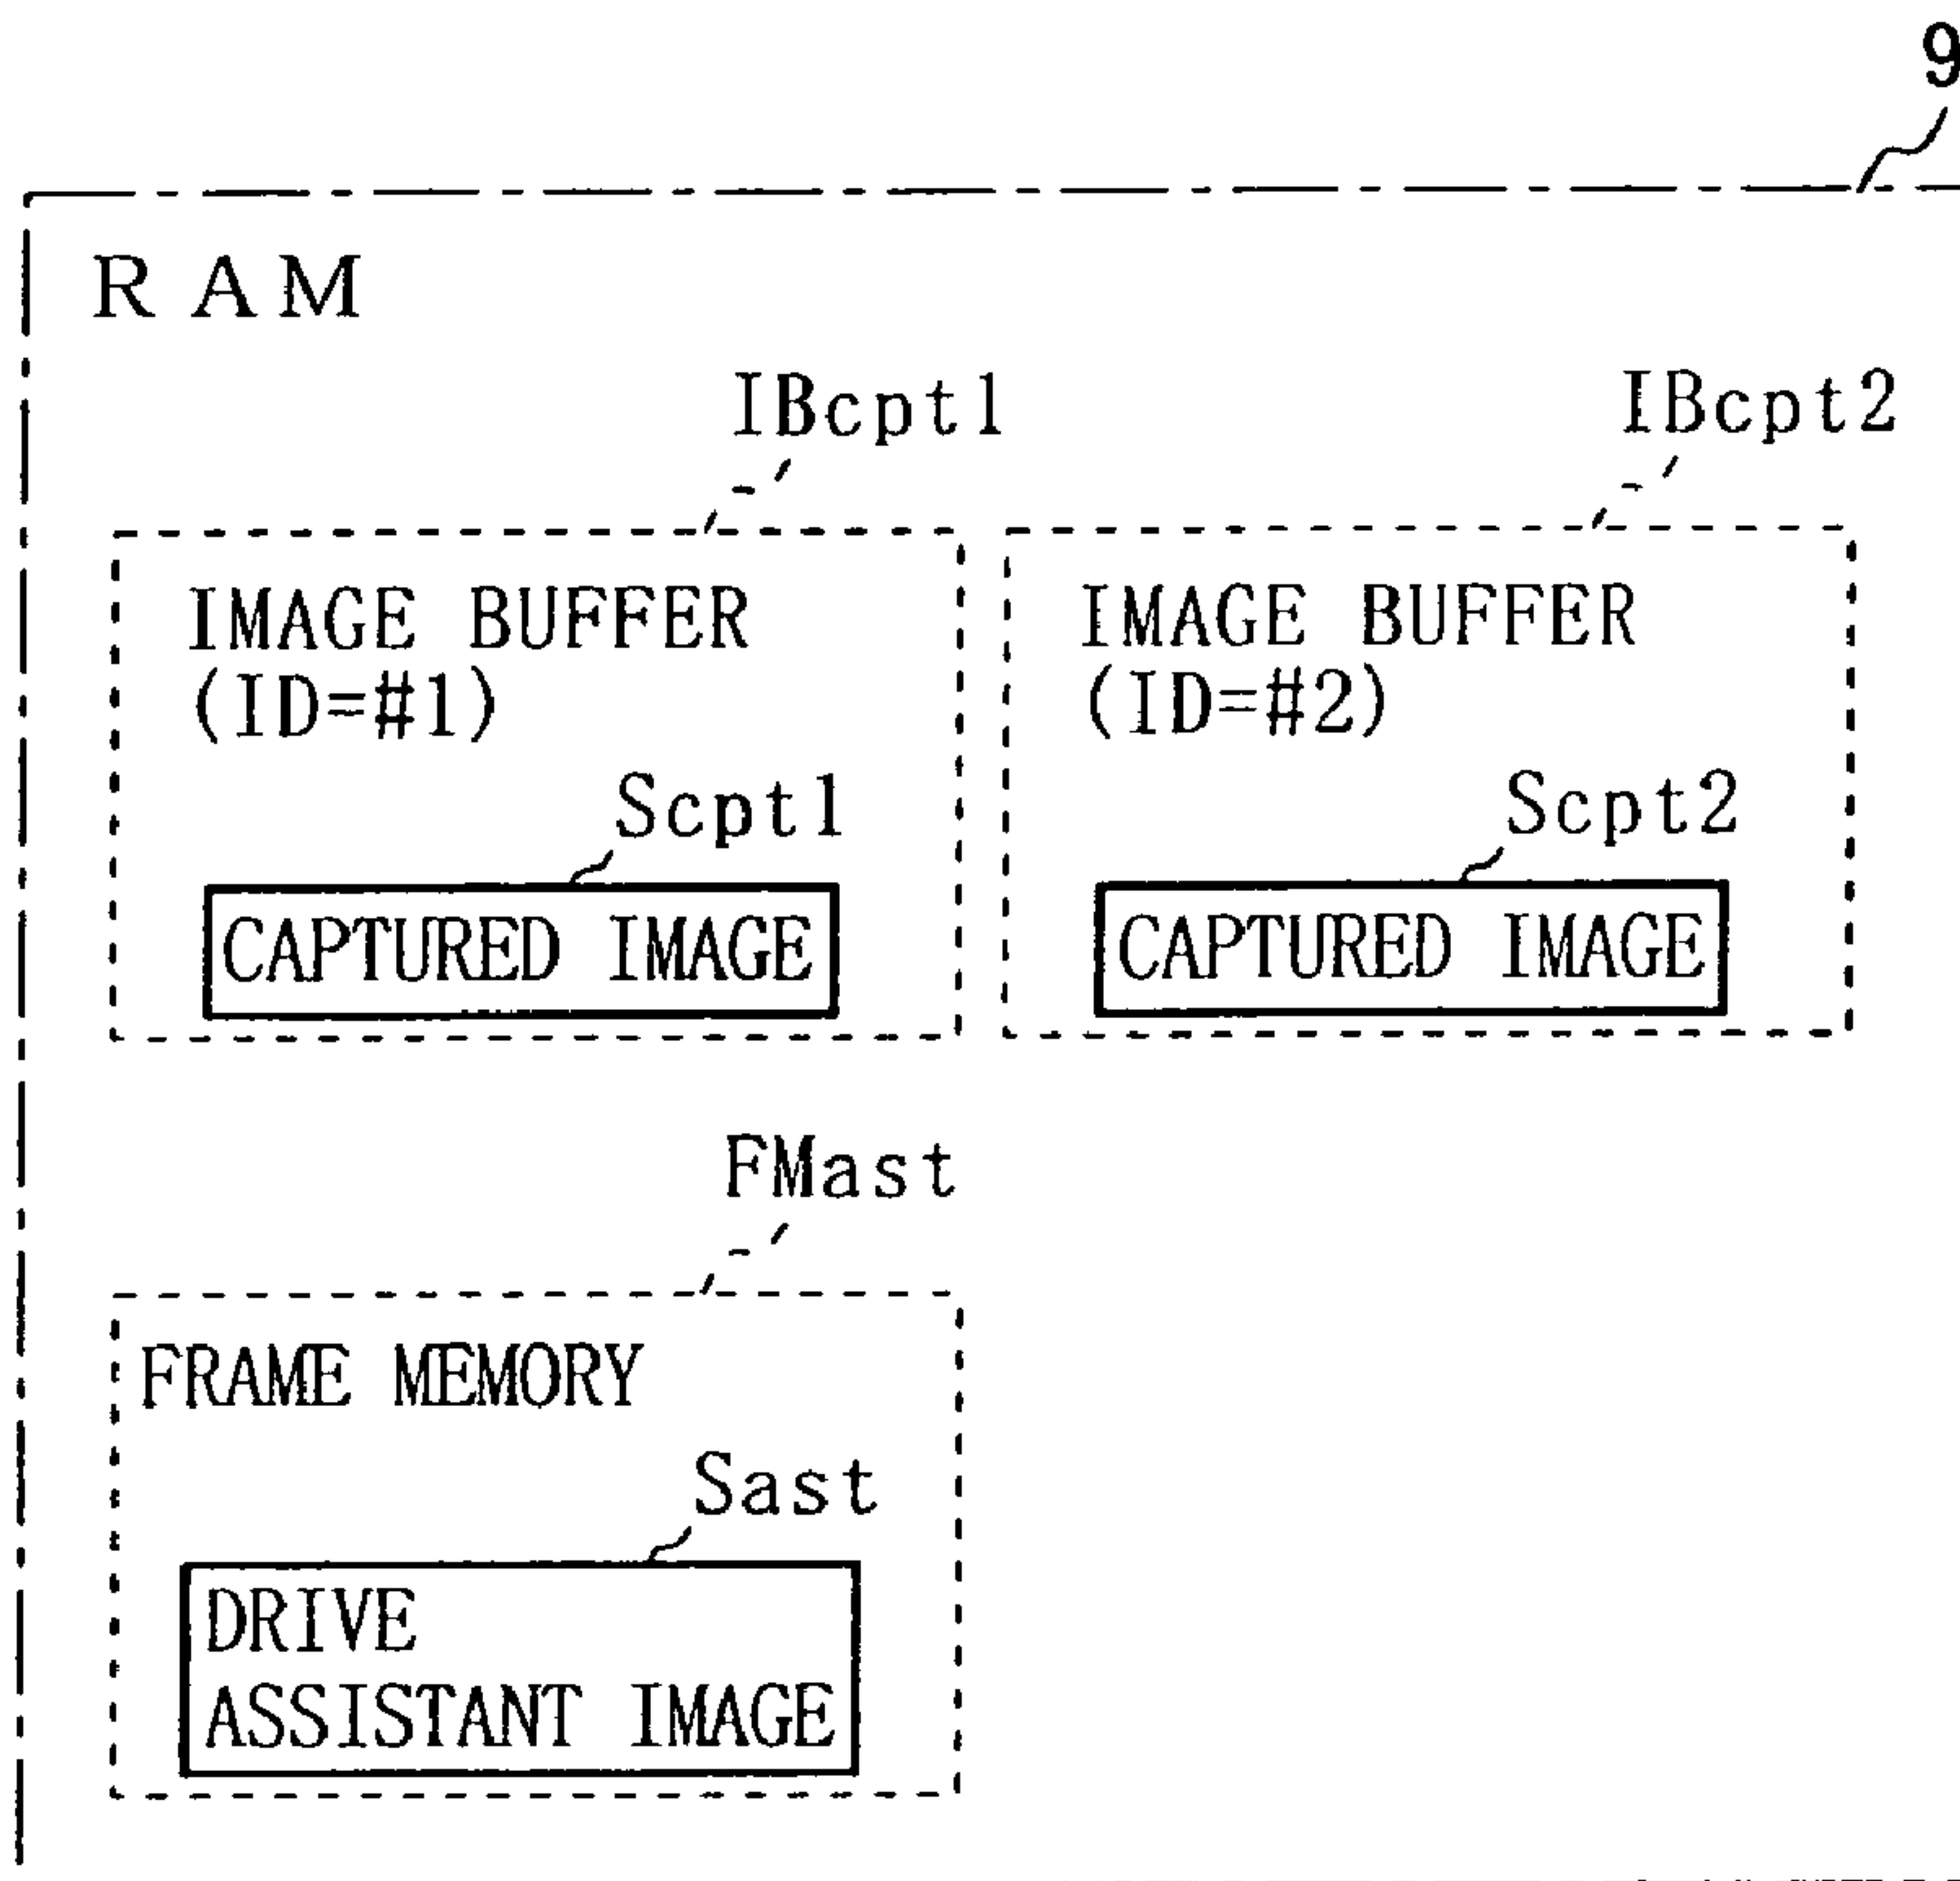 9
RAM
IBcpt1
IBcpt2
IMAGE BUFFER
(ID=#1)
IMAGE BUFFER
(ID=#2)
Scpt1
Scpt2
CAPTURED IMAGE
CAPTURED IMAGE
FMast
FRAME MEMORY
Sast
DRIVE
ASSISTANT IMAGE